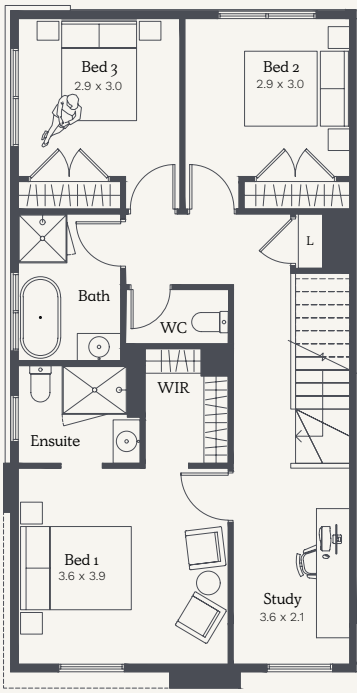 Bed 3
2.9 x 3.0
Bed 2
2.9 x 3.0
L
Bath
WC
WIR
Ensuite
Bed 1
3.6 x 3.9
Study
3.6 x 2.1